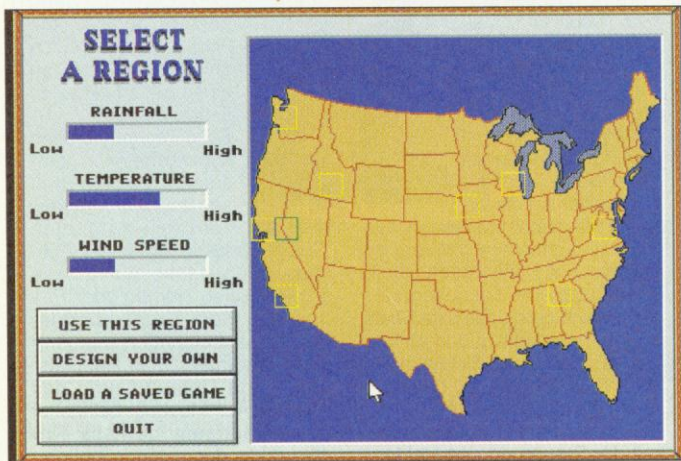 SELECT
A REGION
RAINFALL
Low High
TEMPERATURE
Low High
WIND SPEED
Low High
USE THIS REGION
DESIGN YOUR OWN
LOAD A SAVED GAME
QUIT